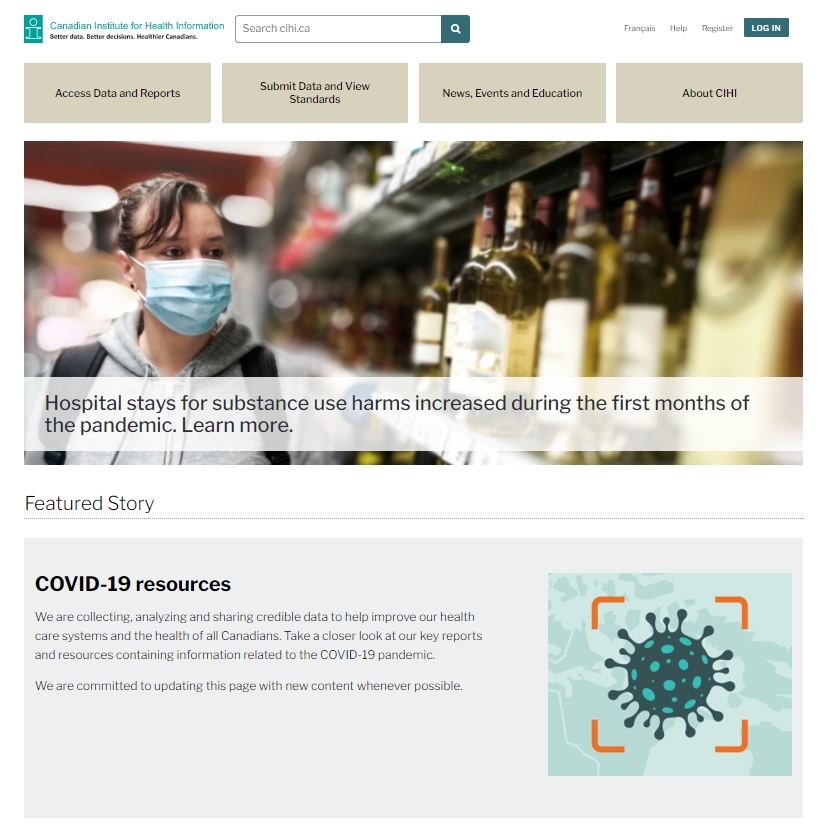 Canadian Institute for Health Information
Better data. Better decisions. Healthier Canadians.
Search cihi.ca
Français Help Register LOG IN
Access Data and Reports
Submit Data and View
Standards
News, Events and Education
About CIHI
Hospital stays for substance use harms increased during the first months of
the pandemic. Learn more.
Featured Story
COVID-19 resources
We are collecting, analyzing and sharing credible data to help improve our health
care systems and the health of all Canadians. Take a closer look at our key reports
and resources containing information related to the COVID-19 pandemic.
We are committed to updating this page with new content whenever possible.